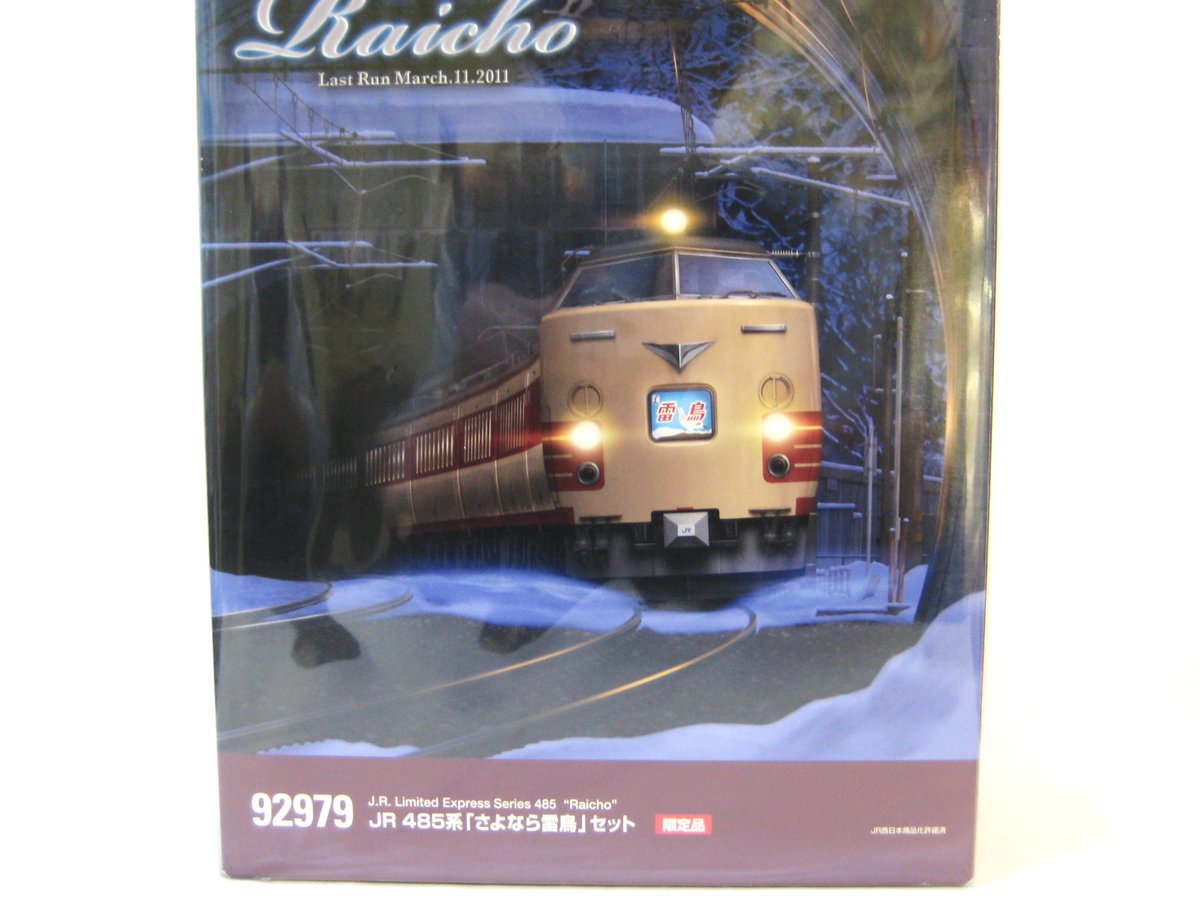 Raicho
Last Run March.11.2011
雷鳥
JR
92979
J.R. Limited Express Series 485 “Raicho”
JR 485系「さよなら雷鳥」セット
限定品
JR西日本商品化許諾済